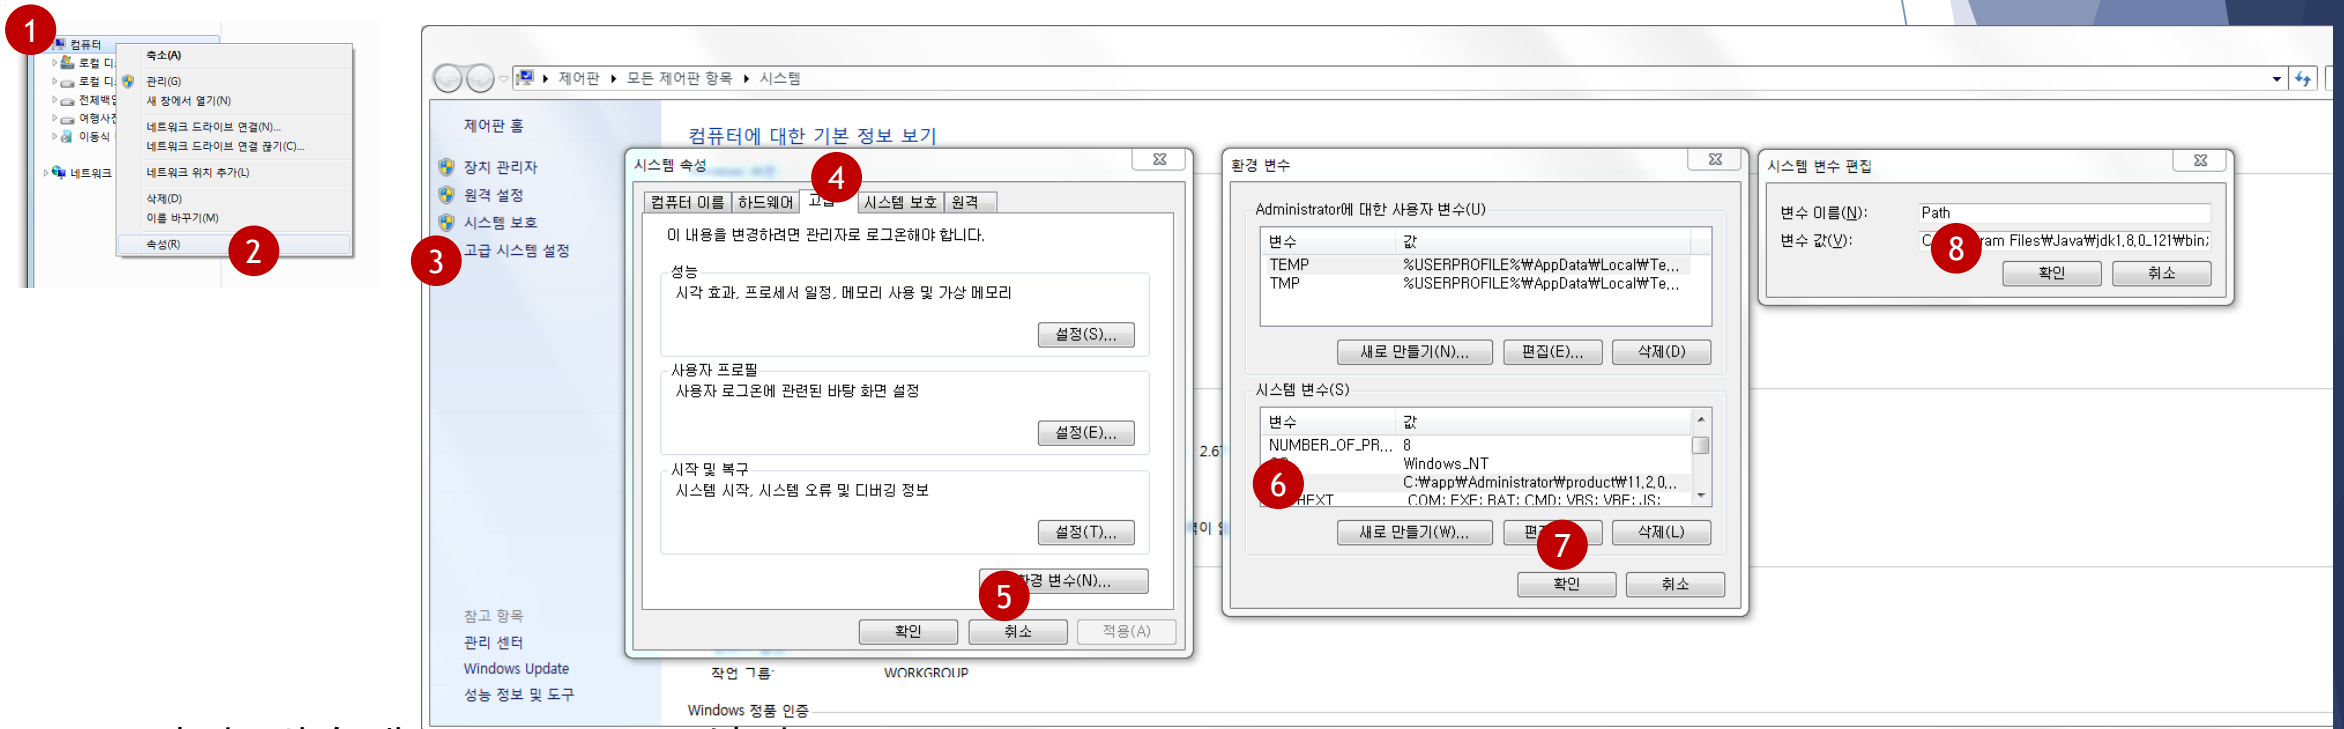 1
컴퓨터
로컬 디
로컬 디
전체백업
여행사진
이동식
네트워크
축소(A)
관리(G)
새 창에서 열기(N)
네트워크 드라이브 연결(N)...
네트워크 드라이브 연결 끊기(C)...
네트워크 위치 추가(L)
삭제(D)
이름 바꾸기(M)
속성(R)
2
제어판 ▸ 모든 제어판 항목 ▸ 시스템
제어판 홈
장치 관리자
원격 설정
시스템 보호
고급 시스템 설정
3
참고 항목
관리 센터
Windows Update
성능 정보 및 도구
컴퓨터에 대한 기본 정보 보기
시스템 속성
4
컴퓨터 이름 하드웨어 고급 시스템 보호 원격
이 내용을 변경하려면 관리자로 로그온해야 합니다.
성능
시각 효과, 프로세서 일정, 메모리 사용 및 가상 메모리
설정(S)...
사용자 프로필
사용자 로그온에 관련된 바탕 화면 설정
설정(E)...
시작 및 복구
시스템 시작, 시스템 오류 및 디버깅 정보
설정(T)...
환경 변수(N)...
5
확인 취소 적용(A)
작업 그룹: WORKGROUP
Windows 정품 인증
2.6
환경 변수
Administrator에 대한 사용자 변수(U)
변수 값
TEMP %USERPROFILE%₩AppData₩Local₩Te...
TMP %USERPROFILE%₩AppData₩Local₩Te...
새로 만들기(N)... 편집(E)... 삭제(D)
시스템 변수(S)
변수 값
NUMBER_OF_PR... 8
Windows_NT
6
C:₩app₩Administrator₩product₩11.2.0...
HEXT .COM;.EXE;.BAT;.CMD;.VBS;.VBE;.JS;
새로 만들기(W)... 편 삭제(L)
7
확인 취소
시스템 변수 편집
변수 이름(N): Path
변수 값(V): C ram Files₩Java₩jdk1.8.0_121₩bin;
8
확인 취소